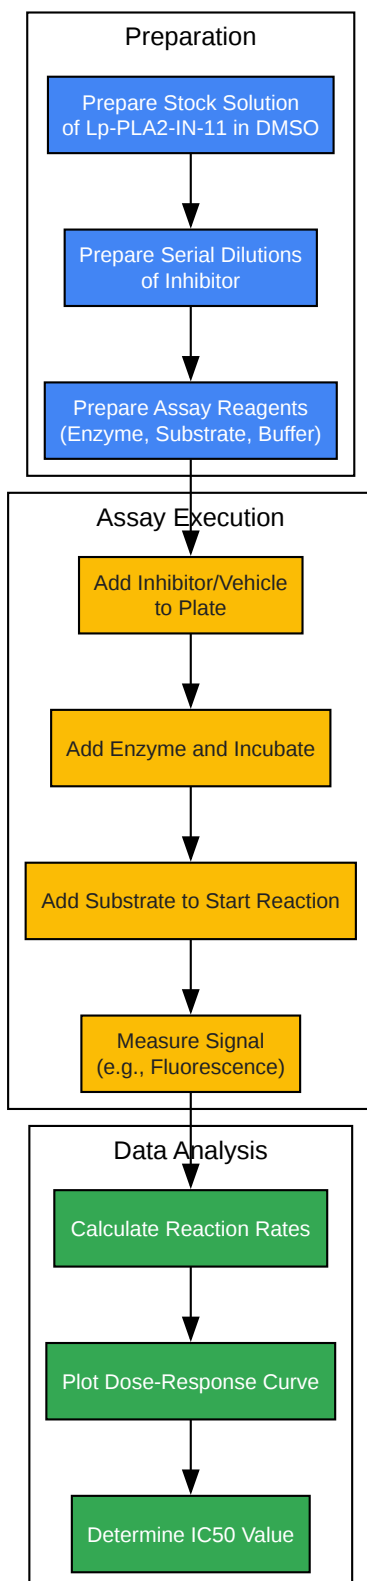 Preparation
Prepare Stock Solution
of Lp-PLA2-IN-11 in DMSO
Prepare Serial Dilutions
of Inhibitor
Prepare Assay Reagents
(Enzyme, Substrate, Buffer)
Assay Execution
Add Inhibitor/Vehicle
to Plate
Add Enzyme and Incubate
Add Substrate to Start Reaction
Measure Signal
(e.g., Fluorescence)
Data Analysis
Calculate Reaction Rates
Plot Dose-Response Curve
Determine IC50 Value